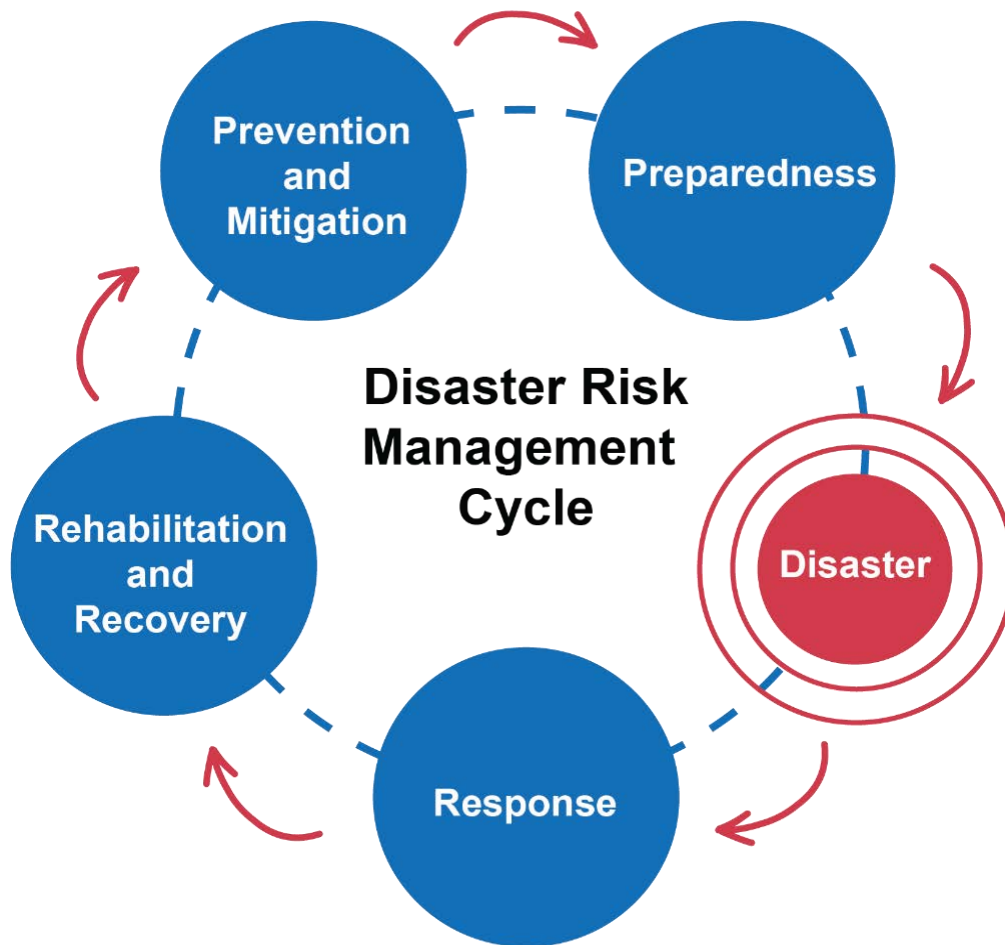 Prevention
and
Mitigation
Preparedness
Disaster Risk
Management
Cycle
Rehabilitation
and
Recovery
Disaster
Response